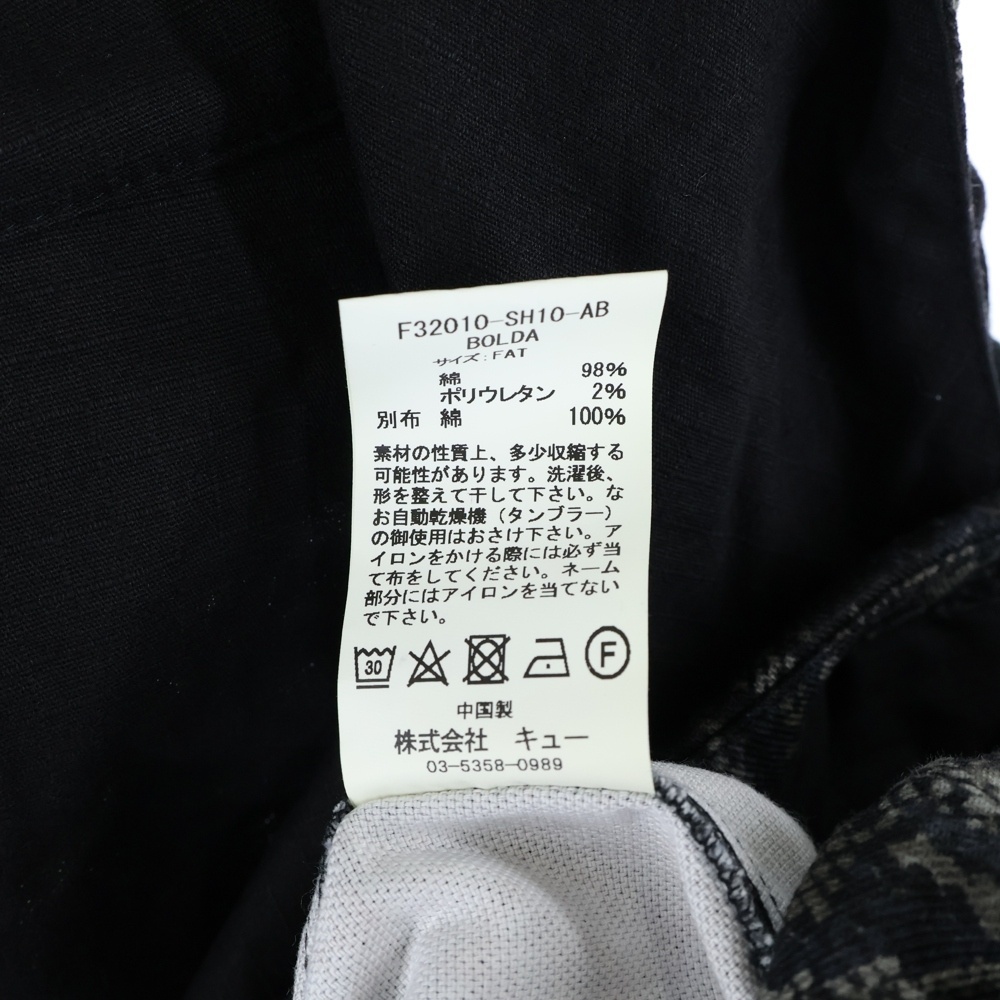 F32010-SH10-AB
BOLDA
サイズ:FAT
綿 98%
ポリウレタン 2%
別布 綿 100%
素材の性質上、多少収縮する
可能性があります。洗濯後、
形を整えて干して下さい。な
お自動乾燥機（タンブラー）
の御使用はおさけ下さい。ア
イロンをかける際には必ず当
て布をしてください。ネーム
部分にはアイロンを当てない
で下さい。
30 F
中国製
株式会社 キュー
03-5358-0989